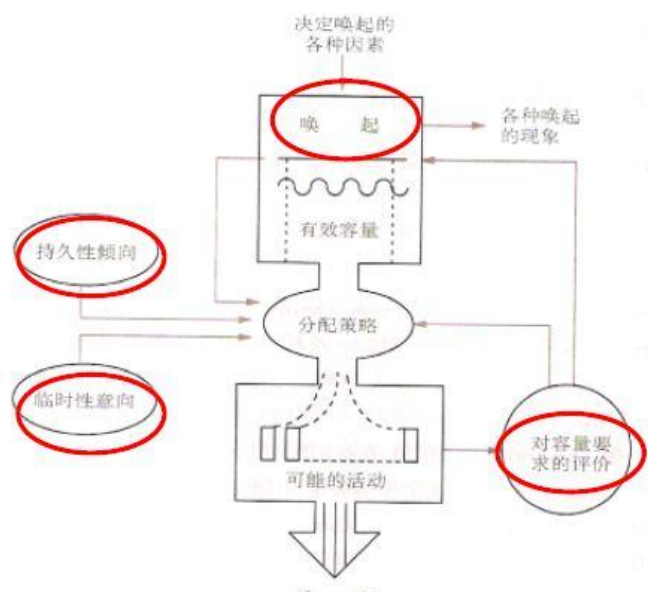 决定唤起的
各种因素
唤 起
各种唤起
的现象
有效容量
持久性倾向
分配策略
临时性意向
对容量要
求的评价
可能的活动